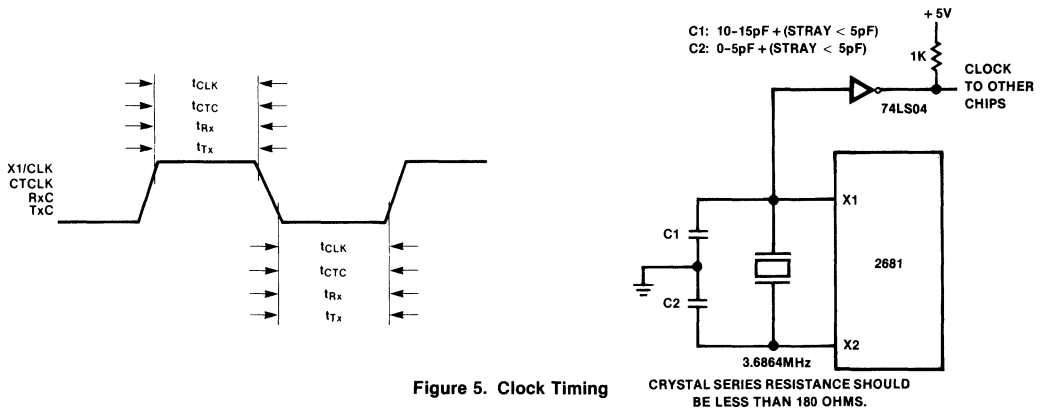 C1: 10-15pF + (STRAY < 5pF)
C2: 0-5pF + (STRAY < 5pF)
+ 5V
1K
CLOCK
TO OTHER
CHIPS
74LS04
tCLK
tCTC
tRx
tTx
X1/CLK
CTCLK
RxC
TxC
tCLK
tCTC
tRx
tTx
X1
C1
2681
C2
X2
3.6864MHz
Figure 5. Clock Timing
CRYSTAL SERIES RESISTANCE SHOULD
BE LESS THAN 180 OHMS.